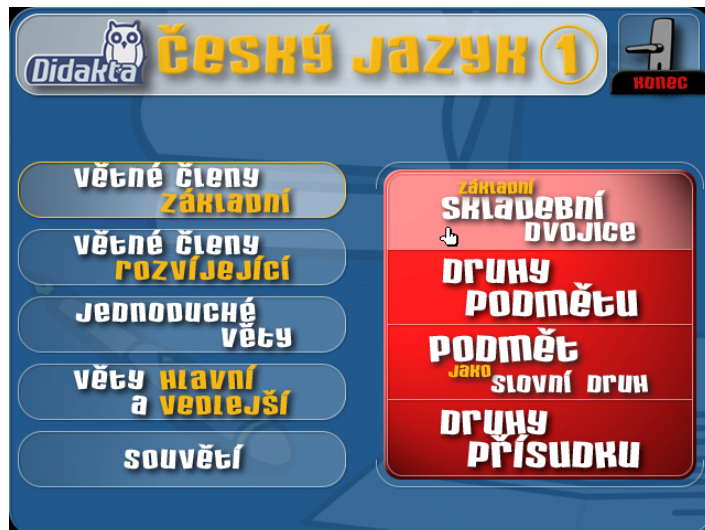 Didakta
český jazyk 1
konec
větné členy
základní
větné členy
rozvíjející
jednoduché
věty
věty hlavní
a vedlejší
souvětí
základní
skladební
dvojice
druhy
podmětu
podmět
jako
slovní druh
druhy
přísudku